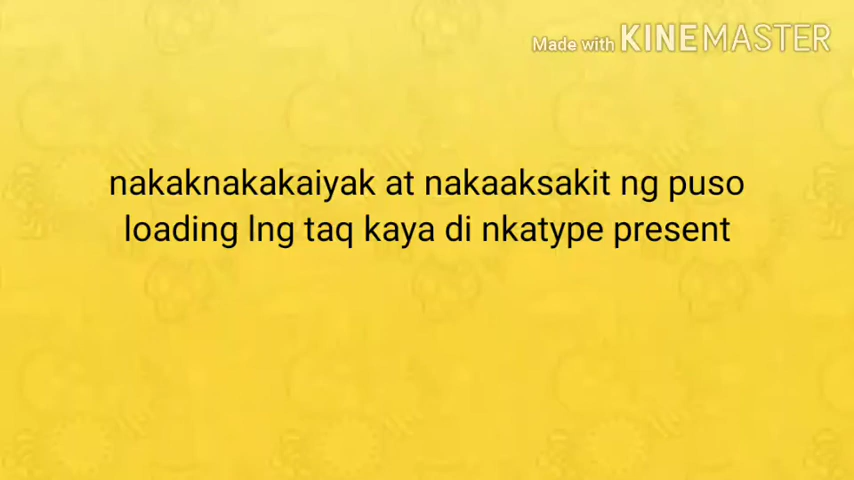 Made with KINEMASTER
nakaknakakaiyak at nakaaksakit ng puso
loading lng taq kaya di nkatype present